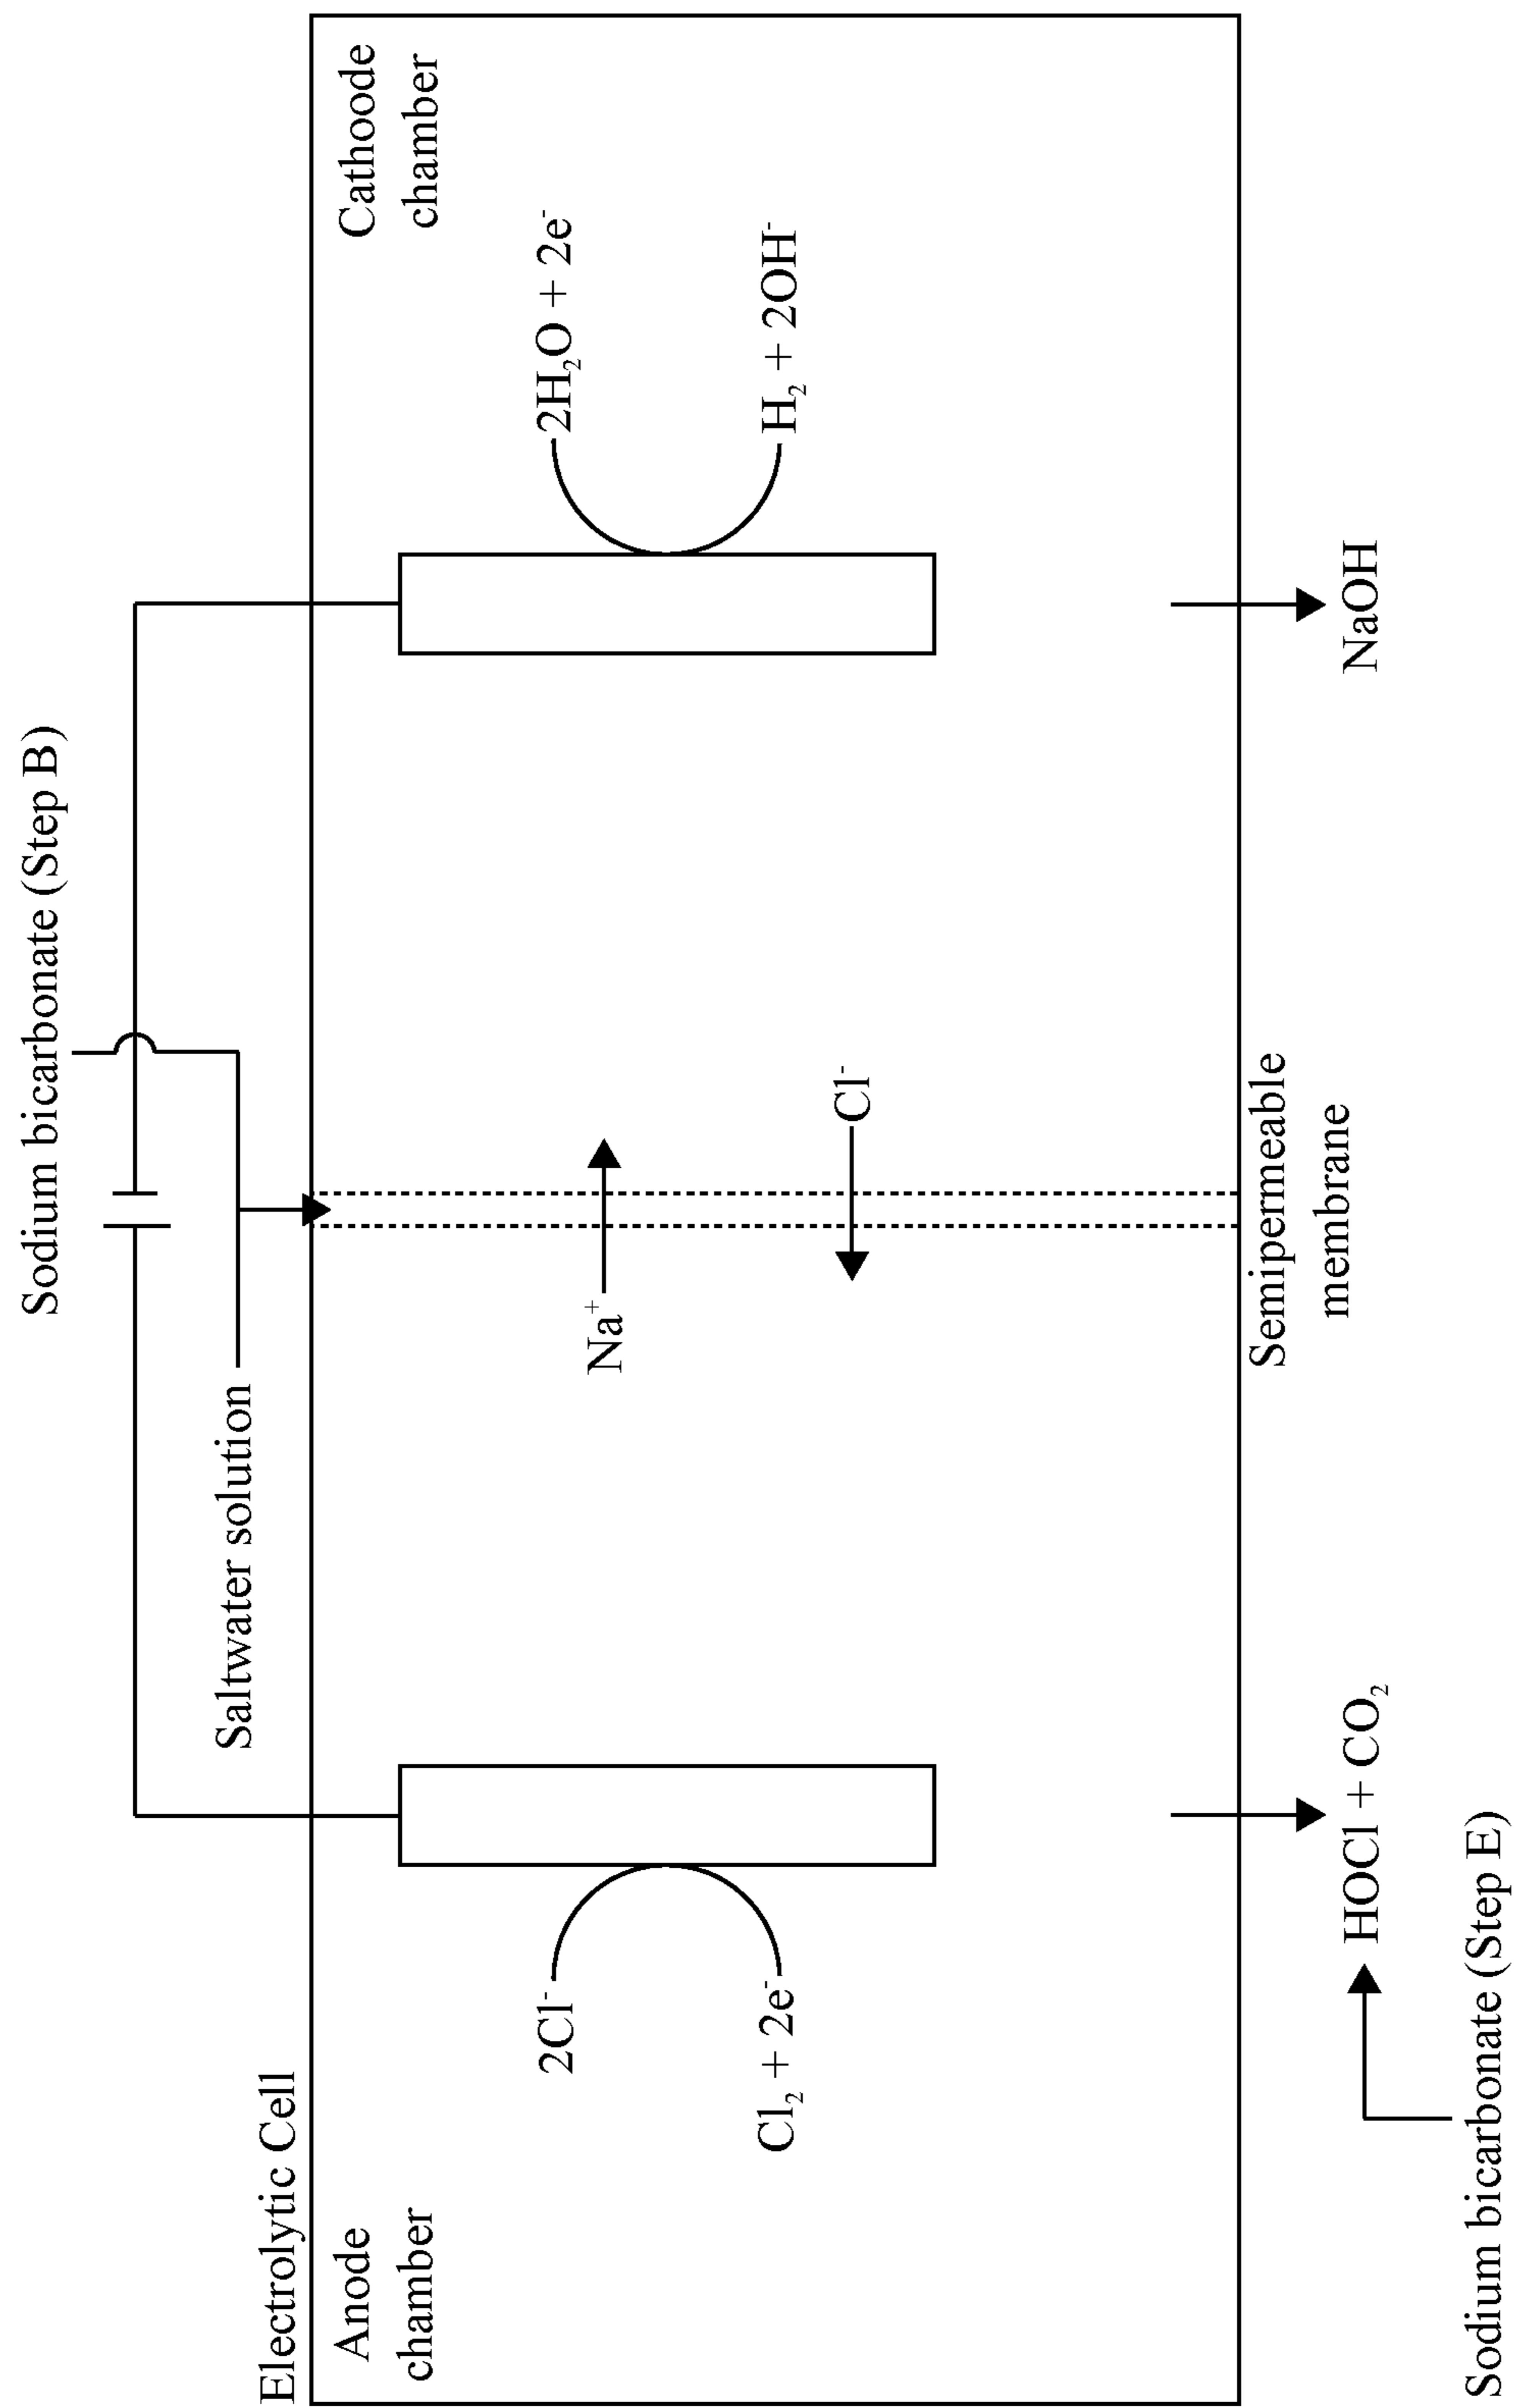 Sodium bicarbonate (Step B)
Saltwater solution
Electrolytic Cell
Anode
chamber
Cathoode
chamber
2Cl⁻
Cl₂ + 2e⁻
Na⁺
Cl⁻
2H₂O + 2e⁻
H₂ + 2OH⁻
Semipermeable
membrane
HOCl + CO₂
NaOH
Sodium bicarbonate (Step E)